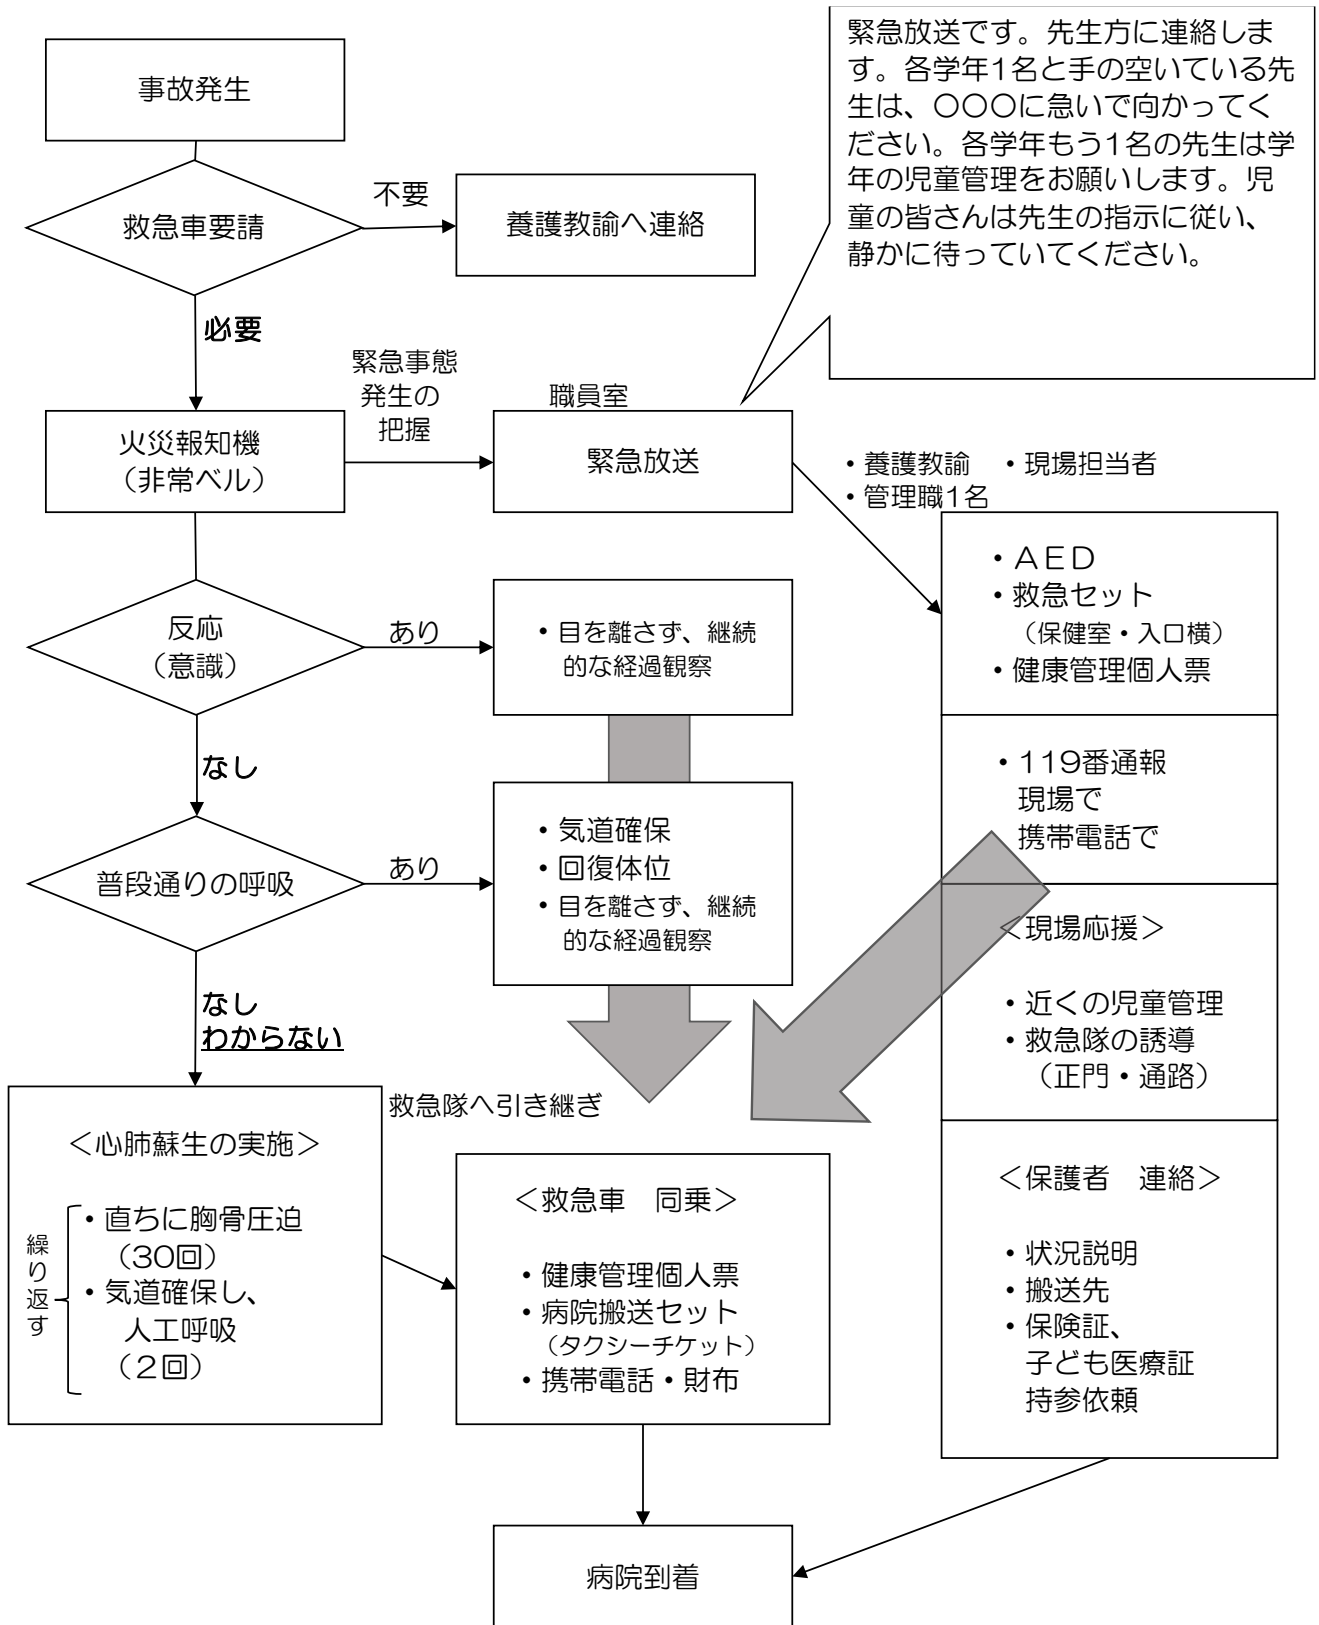 事故発生
緊急放送です。先生方に連絡しま
す。各学年1名と手の空いている先
生は、〇〇〇に急いで向かってく
ださい。各学年もう1名の先生は学
年の児童管理をお願いします。児
童の皆さんは先生の指示に従い、
静かに待っていてください。
救急車要請
不要
養護教諭へ連絡
必要
火災報知機
（非常ベル）
緊急事態
発生の
把握
職員室
緊急放送
・養護教諭　・現場担当者
・管理職1名
・ＡＥＤ
・救急セット
（保健室・入口横）
・健康管理個人票
反応
（意識）
あり
・目を離さず、継続
的な経過観察
なし
・119番通報
現場で
携帯電話で
普段通りの呼吸
あり
・気道確保
・回復体位
・目を離さず、継続
的な経過観察
＜現場応援＞
・近くの児童管理
・救急隊の誘導
（正門・通路）
なし
わからない
＜心肺蘇生の実施＞
繰り返す
・直ちに胸骨圧迫
（30回）
・気道確保し、
人工呼吸
（２回）
救急隊へ引き継ぎ
＜救急車　同乗＞
・健康管理個人票
・病院搬送セット
（タクシーチケット）
・携帯電話・財布
＜保護者　連絡＞
・状況説明
・搬送先
・保険証、
子ども医療証
持参依頼
病院到着